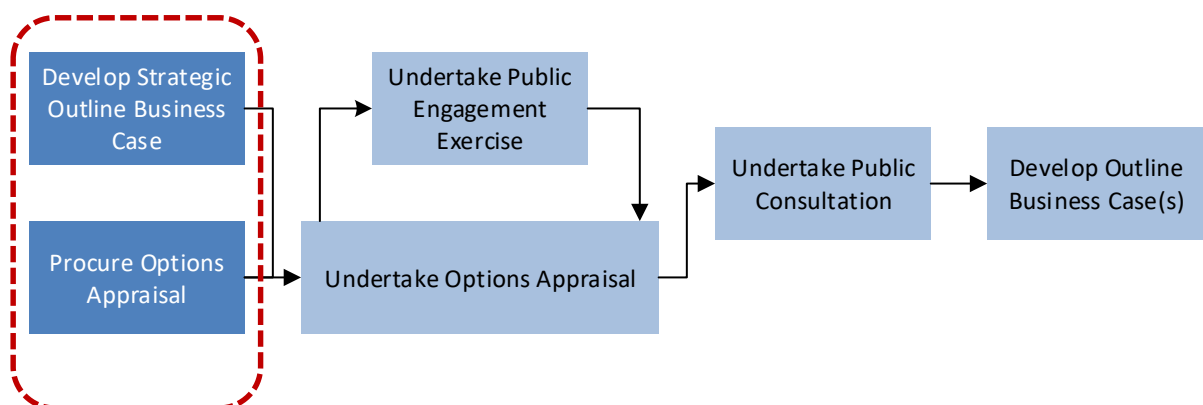 Develop Strategic
Outline Business
Case
Procure Options
Appraisal
Undertake Public
Engagement
Exercise
Undertake Options Appraisal
Undertake Public
Consultation
Develop Outline
Business Case(s)